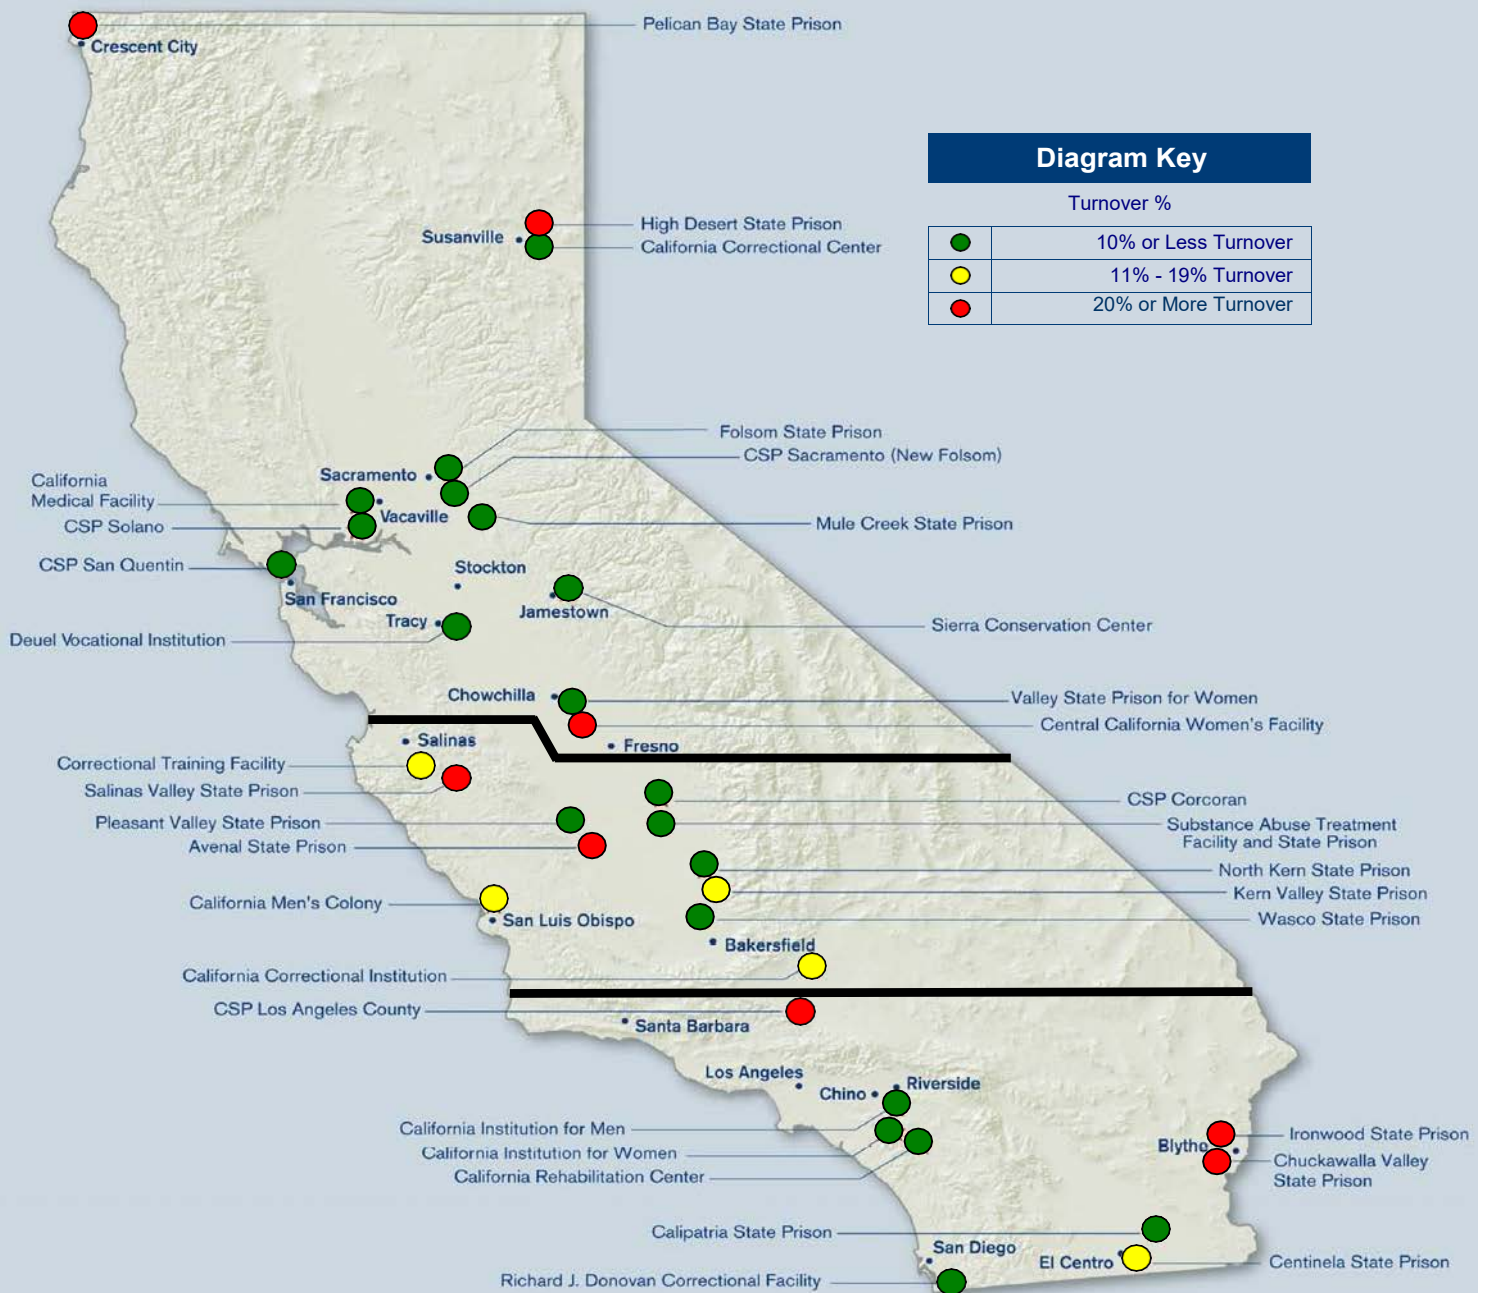 Pelican Bay State Prison
Crescent City
Diagram Key
Turnover %
10% or Less Turnover
11% - 19% Turnover
20% or More Turnover
High Desert State Prison
Susanville
California Correctional Center
Folsom State Prison
CSP Sacramento (New Folsom)
Sacramento
California
Medical Facility
Vacaville
CSP Solano
Mule Creek State Prison
CSP San Quentin
Stockton
San Francisco
Jamestown
Tracy
Sierra Conservation Center
Deuel Vocational Institution
Chowchilla
Valley State Prison for Women
Central California Women's Facility
Salinas
Fresno
Correctional Training Facility
Salinas Valley State Prison
CSP Corcoran
Pleasant Valley State Prison
Substance Abuse Treatment
Facility and State Prison
Avenal State Prison
North Kern State Prison
Kern Valley State Prison
California Men's Colony
San Luis Obispo
Wasco State Prison
Bakersfield
California Correctional Institution
CSP Los Angeles County
Santa Barbara
Los Angeles
Riverside
Chino
California Institution for Men
California Institution for Women
California Rehabilitation Center
Ironwood State Prison
Blythe
Chuckawalla Valley
State Prison
Calipatria State Prison
San Diego
El Centro
Centinela State Prison
Richard J. Donovan Correctional Facility